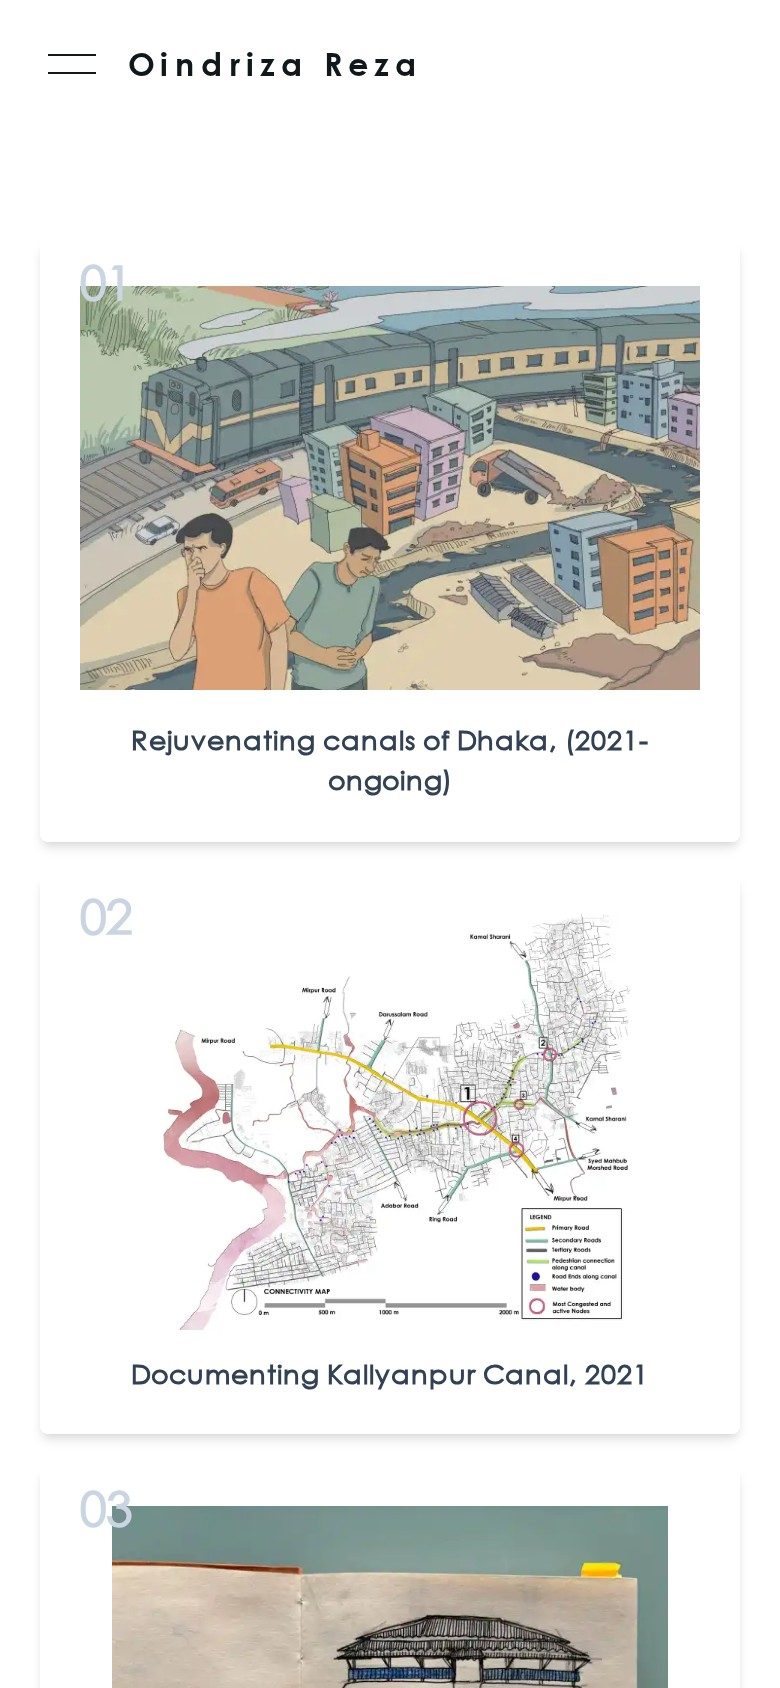 Oindriza Reza
01
Rejuvenating canals of Dhaka, (2021-
ongoing)
02
Kamal Sharani
Mirpur Road
Darussalam Road
Mirpur Road
2
1
3
Kamal Sharani
4
Syed Mahbub
Morshed Road
Mirpur Road
Adabor Road
Ring Road
LEGEND
Primary Road
Secondary Roads
Tertiary Roads
Pedestrian connection
along canal
Road Ends along canal
Water body
Most Congested and
active Nodes
CONNECTIVITY MAP
0 m
500 m
1000 m
2000 m
Documenting Kallyanpur Canal, 2021
03